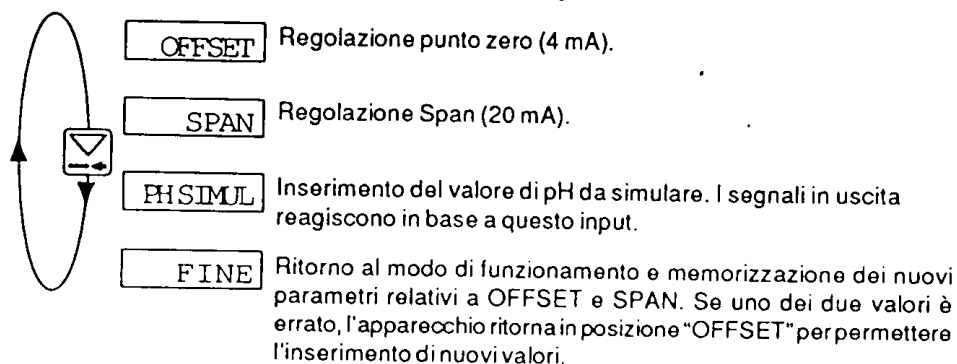 OFFSET Regolazione punto zero (4 mA).
SPAN Regolazione Span (20 mA).
PH SIMUL Inserimento del valore di pH da simulare. I segnali in uscita
reagiscono in base a questo input.
FINE Ritorno al modo di funzionamento e memorizzazione dei nuovi
parametri relativi a OFFSET e SPAN. Se uno dei due valori è
errato, l'apparecchio ritorna in posizione "OFFSET" per permettere
l'inserimento di nuovi valori.